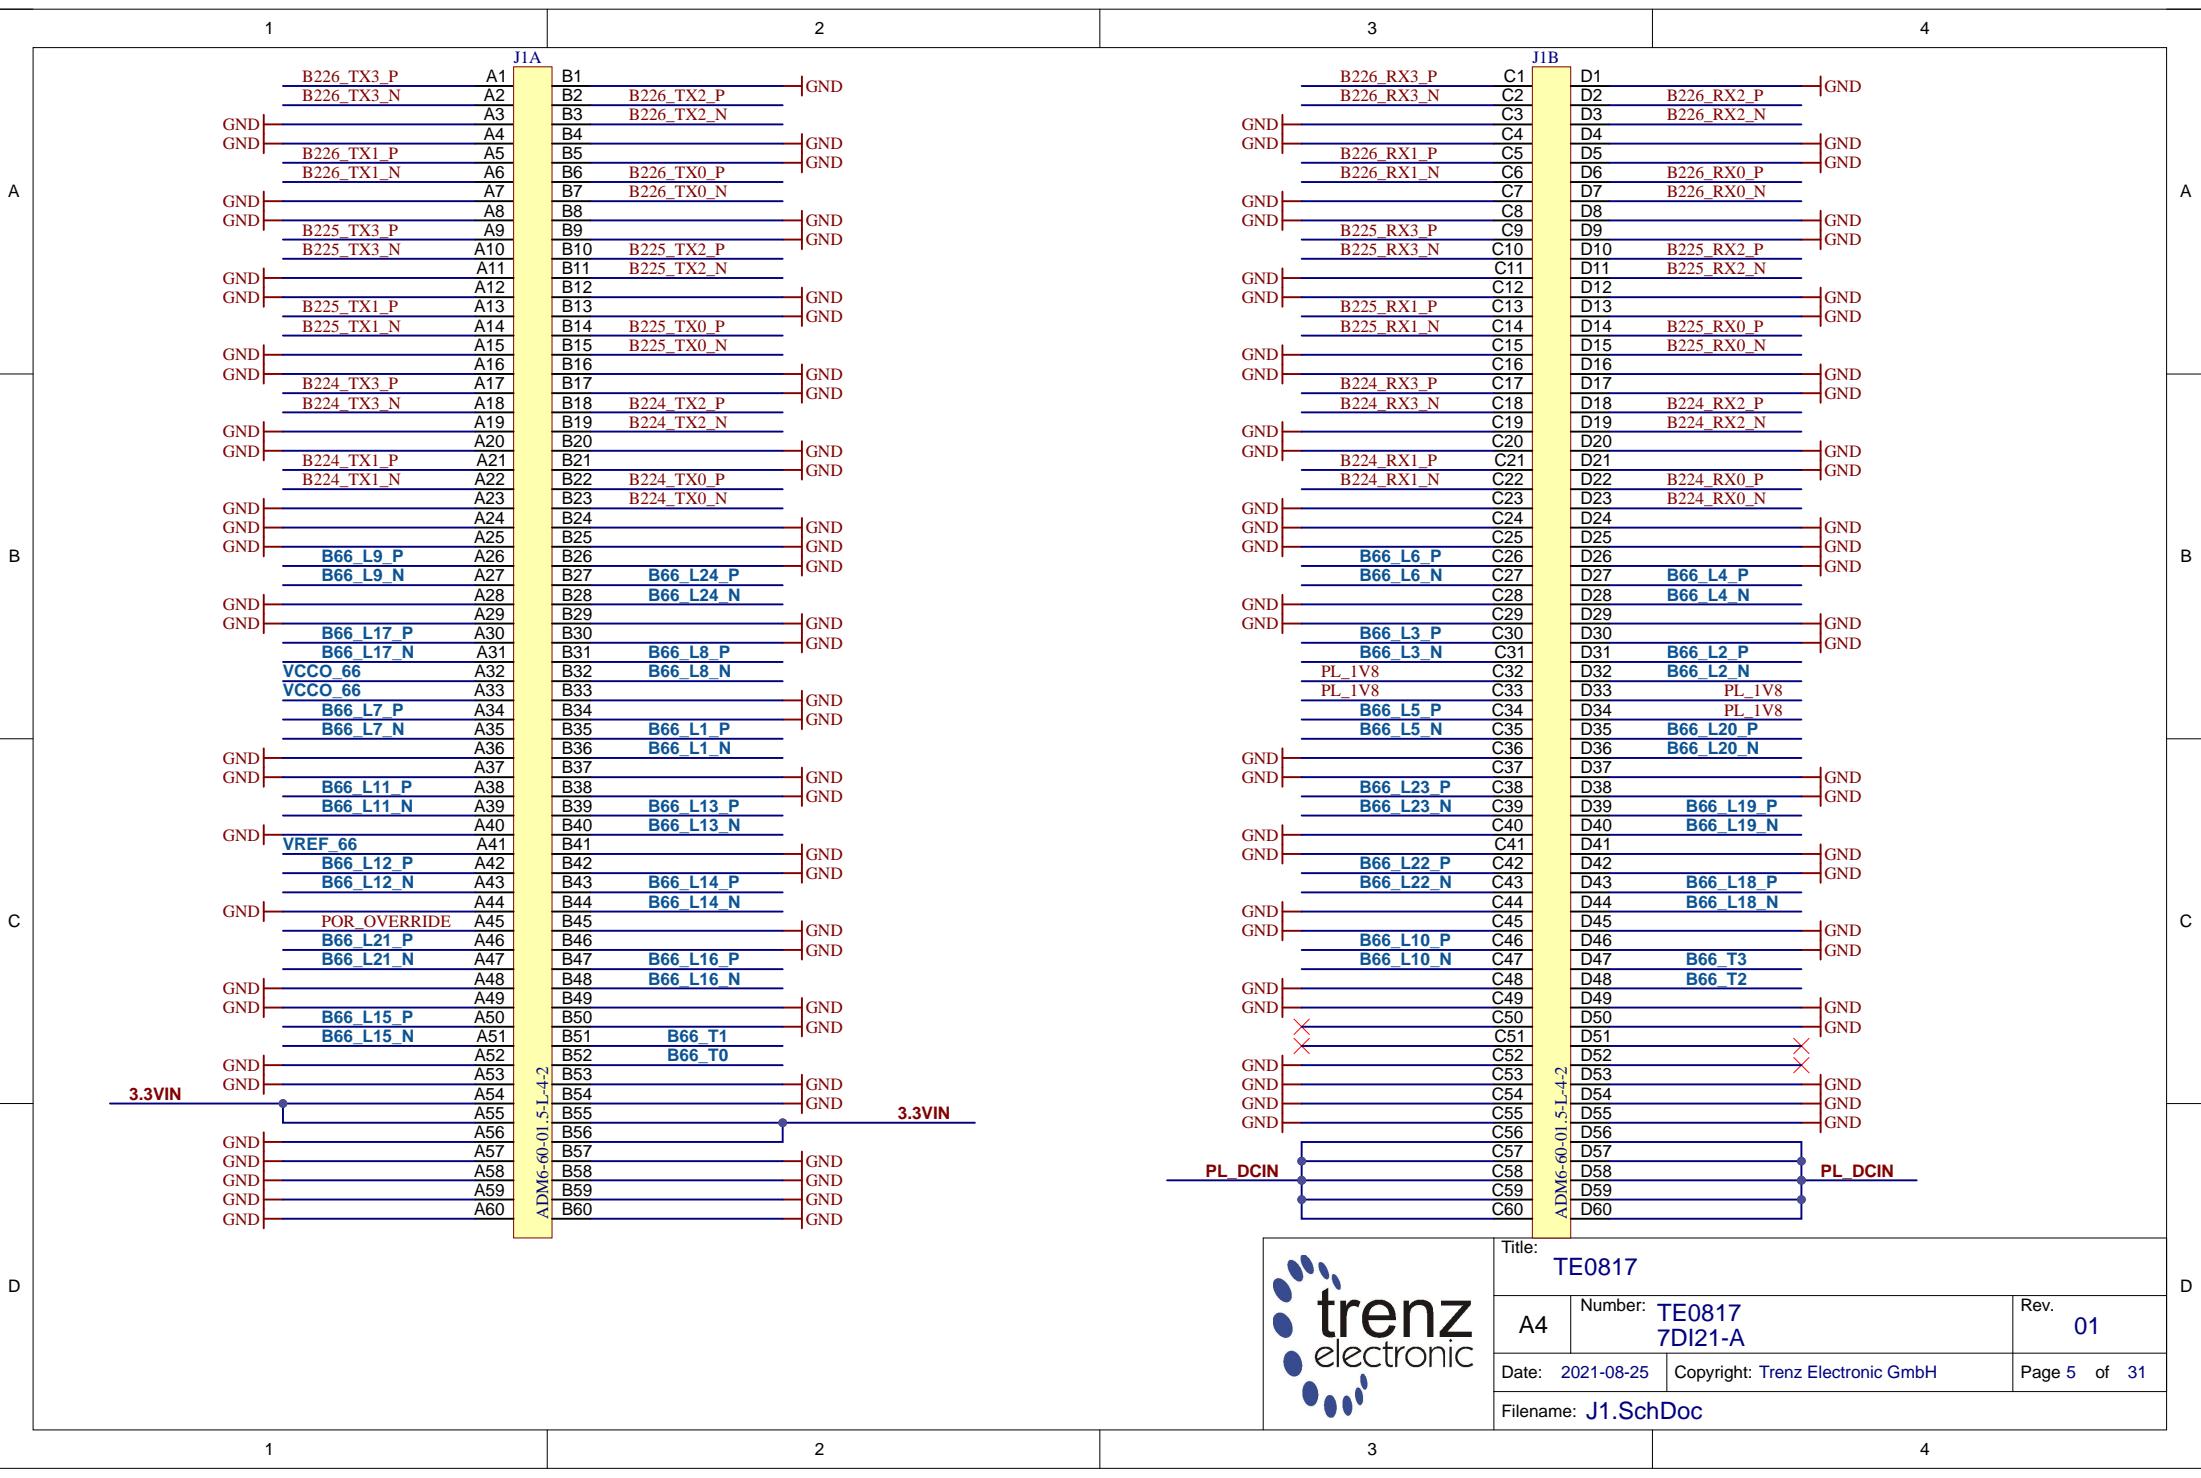 1 2 3 4
J1A J1B
B226_TX3_P A1 B1 GND B226_RX3_P C1 D1 GND
B226_TX3_N A2 B2 B226_TX2_P B226_RX3_N C2 D2 B226_RX2_P
GND A3 B3 B226_TX2_N GND C3 D3 B226_RX2_N
GND A4 B4 GND GND C4 D4 GND
B226_TX1_P A5 B5 GND B226_RX1_P C5 D5 GND
B226_TX1_N A6 B6 B226_TX0_P B226_RX1_N C6 D6 B226_RX0_P
A GND A7 B7 B226_TX0_N GND C7 D7 B226_RX0_N A
GND A8 B8 GND GND C8 D8 GND
B225_TX3_P A9 B9 GND B225_RX3_P C9 D9 GND
B225_TX3_N A10 B10 B225_TX2_P B225_RX3_N C10 D10 B225_RX2_P
GND A11 B11 B225_TX2_N GND C11 D11 B225_RX2_N
GND A12 B12 GND GND C12 D12 GND
B225_TX1_P A13 B13 GND B225_RX1_P C13 D13 GND
B225_TX1_N A14 B14 B225_TX0_P B225_RX1_N C14 D14 B225_RX0_P
GND A15 B15 B225_TX0_N GND C15 D15 B225_RX0_N
GND A16 B16 GND GND C16 D16 GND
B224_TX3_P A17 B17 GND B224_RX3_P C17 D17 GND
B224_TX3_N A18 B18 B224_TX2_P B224_RX3_N C18 D18 B224_RX2_P
GND A19 B19 B224_TX2_N GND C19 D19 B224_RX2_N
GND A20 B20 GND GND C20 D20 GND
B224_TX1_P A21 B21 GND B224_RX1_P C21 D21 GND
B224_TX1_N A22 B22 B224_TX0_P B224_RX1_N C22 D22 B224_RX0_P
GND A23 B23 B224_TX0_N GND C23 D23 B224_RX0_N
GND A24 B24 GND GND C24 D24 GND
GND A25 B25 GND GND C25 D25 GND
B B66_L9_P A26 B26 GND B66_L6_P C26 D26 GND B
B66_L9_N A27 B27 B66_L24_P B66_L6_N C27 D27 B66_L4_P
GND A28 B28 B66_L24_N GND C28 D28 B66_L4_N
GND A29 B29 GND GND C29 D29 GND
B66_L17_P A30 B30 GND B66_L3_P C30 D30 GND
B66_L17_N A31 B31 B66_L8_P B66_L3_N C31 D31 B66_L2_P
VCCO_66 A32 B32 B66_L8_N PL_1V8 C32 D32 B66_L2_N
VCCO_66 A33 B33 GND PL_1V8 C33 D33 PL_1V8
B66_L7_P A34 B34 GND B66_L5_P C34 D34 PL_1V8
B66_L7_N A35 B35 B66_L1_P B66_L5_N C35 D35 B66_L20_P
GND A36 B36 B66_L1_N GND C36 D36 B66_L20_N
GND A37 B37 GND GND C37 D37 GND
B66_L11_P A38 B38 GND B66_L23_P C38 D38 GND
B66_L11_N A39 B39 B66_L13_P B66_L23_N C39 D39 B66_L19_P
GND A40 B40 B66_L13_N GND C40 D40 B66_L19_N
VREF_66 A41 B41 GND GND C41 D41 GND
B66_L12_P A42 B42 GND B66_L22_P C42 D42 GND
B66_L12_N A43 B43 B66_L14_P B66_L22_N C43 D43 B66_L18_P
GND A44 B44 B66_L14_N GND C44 D44 B66_L18_N
C POR_OVERRIDE A45 B45 GND GND C45 D45 GND C
B66_L21_P A46 B46 GND B66_L10_P C46 D46 GND
B66_L21_N A47 B47 B66_L16_P B66_L10_N C47 D47 B66_T3
GND A48 B48 B66_L16_N GND C48 D48 B66_T2
GND A49 B49 GND GND C49 D49 GND
B66_L15_P A50 B50 GND C50 D50 GND
B66_L15_N A51 B51 B66_T1 C51 D51
GND A52 B52 B66_T0 GND C52 D52
GND A53 B53 GND GND C53 D53 GND
3.3VIN A54 B54 GND GND C54 D54 GND
A55 B55 3.3VIN GND C55 D55 GND
GND A56 B56 C56 D56
GND A57 B57 GND C57 D57
GND A58 B58 GND PL_DCIN C58 D58 PL_DCIN
GND A59 B59 GND C59 D59
GND A60 B60 GND C60 D60
ADM6-60-01.5-L-4-2 ADM6-60-01.5-L-4-2
D D
trenz
electronic
Title:
TE0817
A4 Number: TE0817
7DI21-A
Rev.
01
Date: 2021-08-25 Copyright: Trenz Electronic GmbH Page 5 of 31
Filename: J1.SchDoc
1 2 3 4